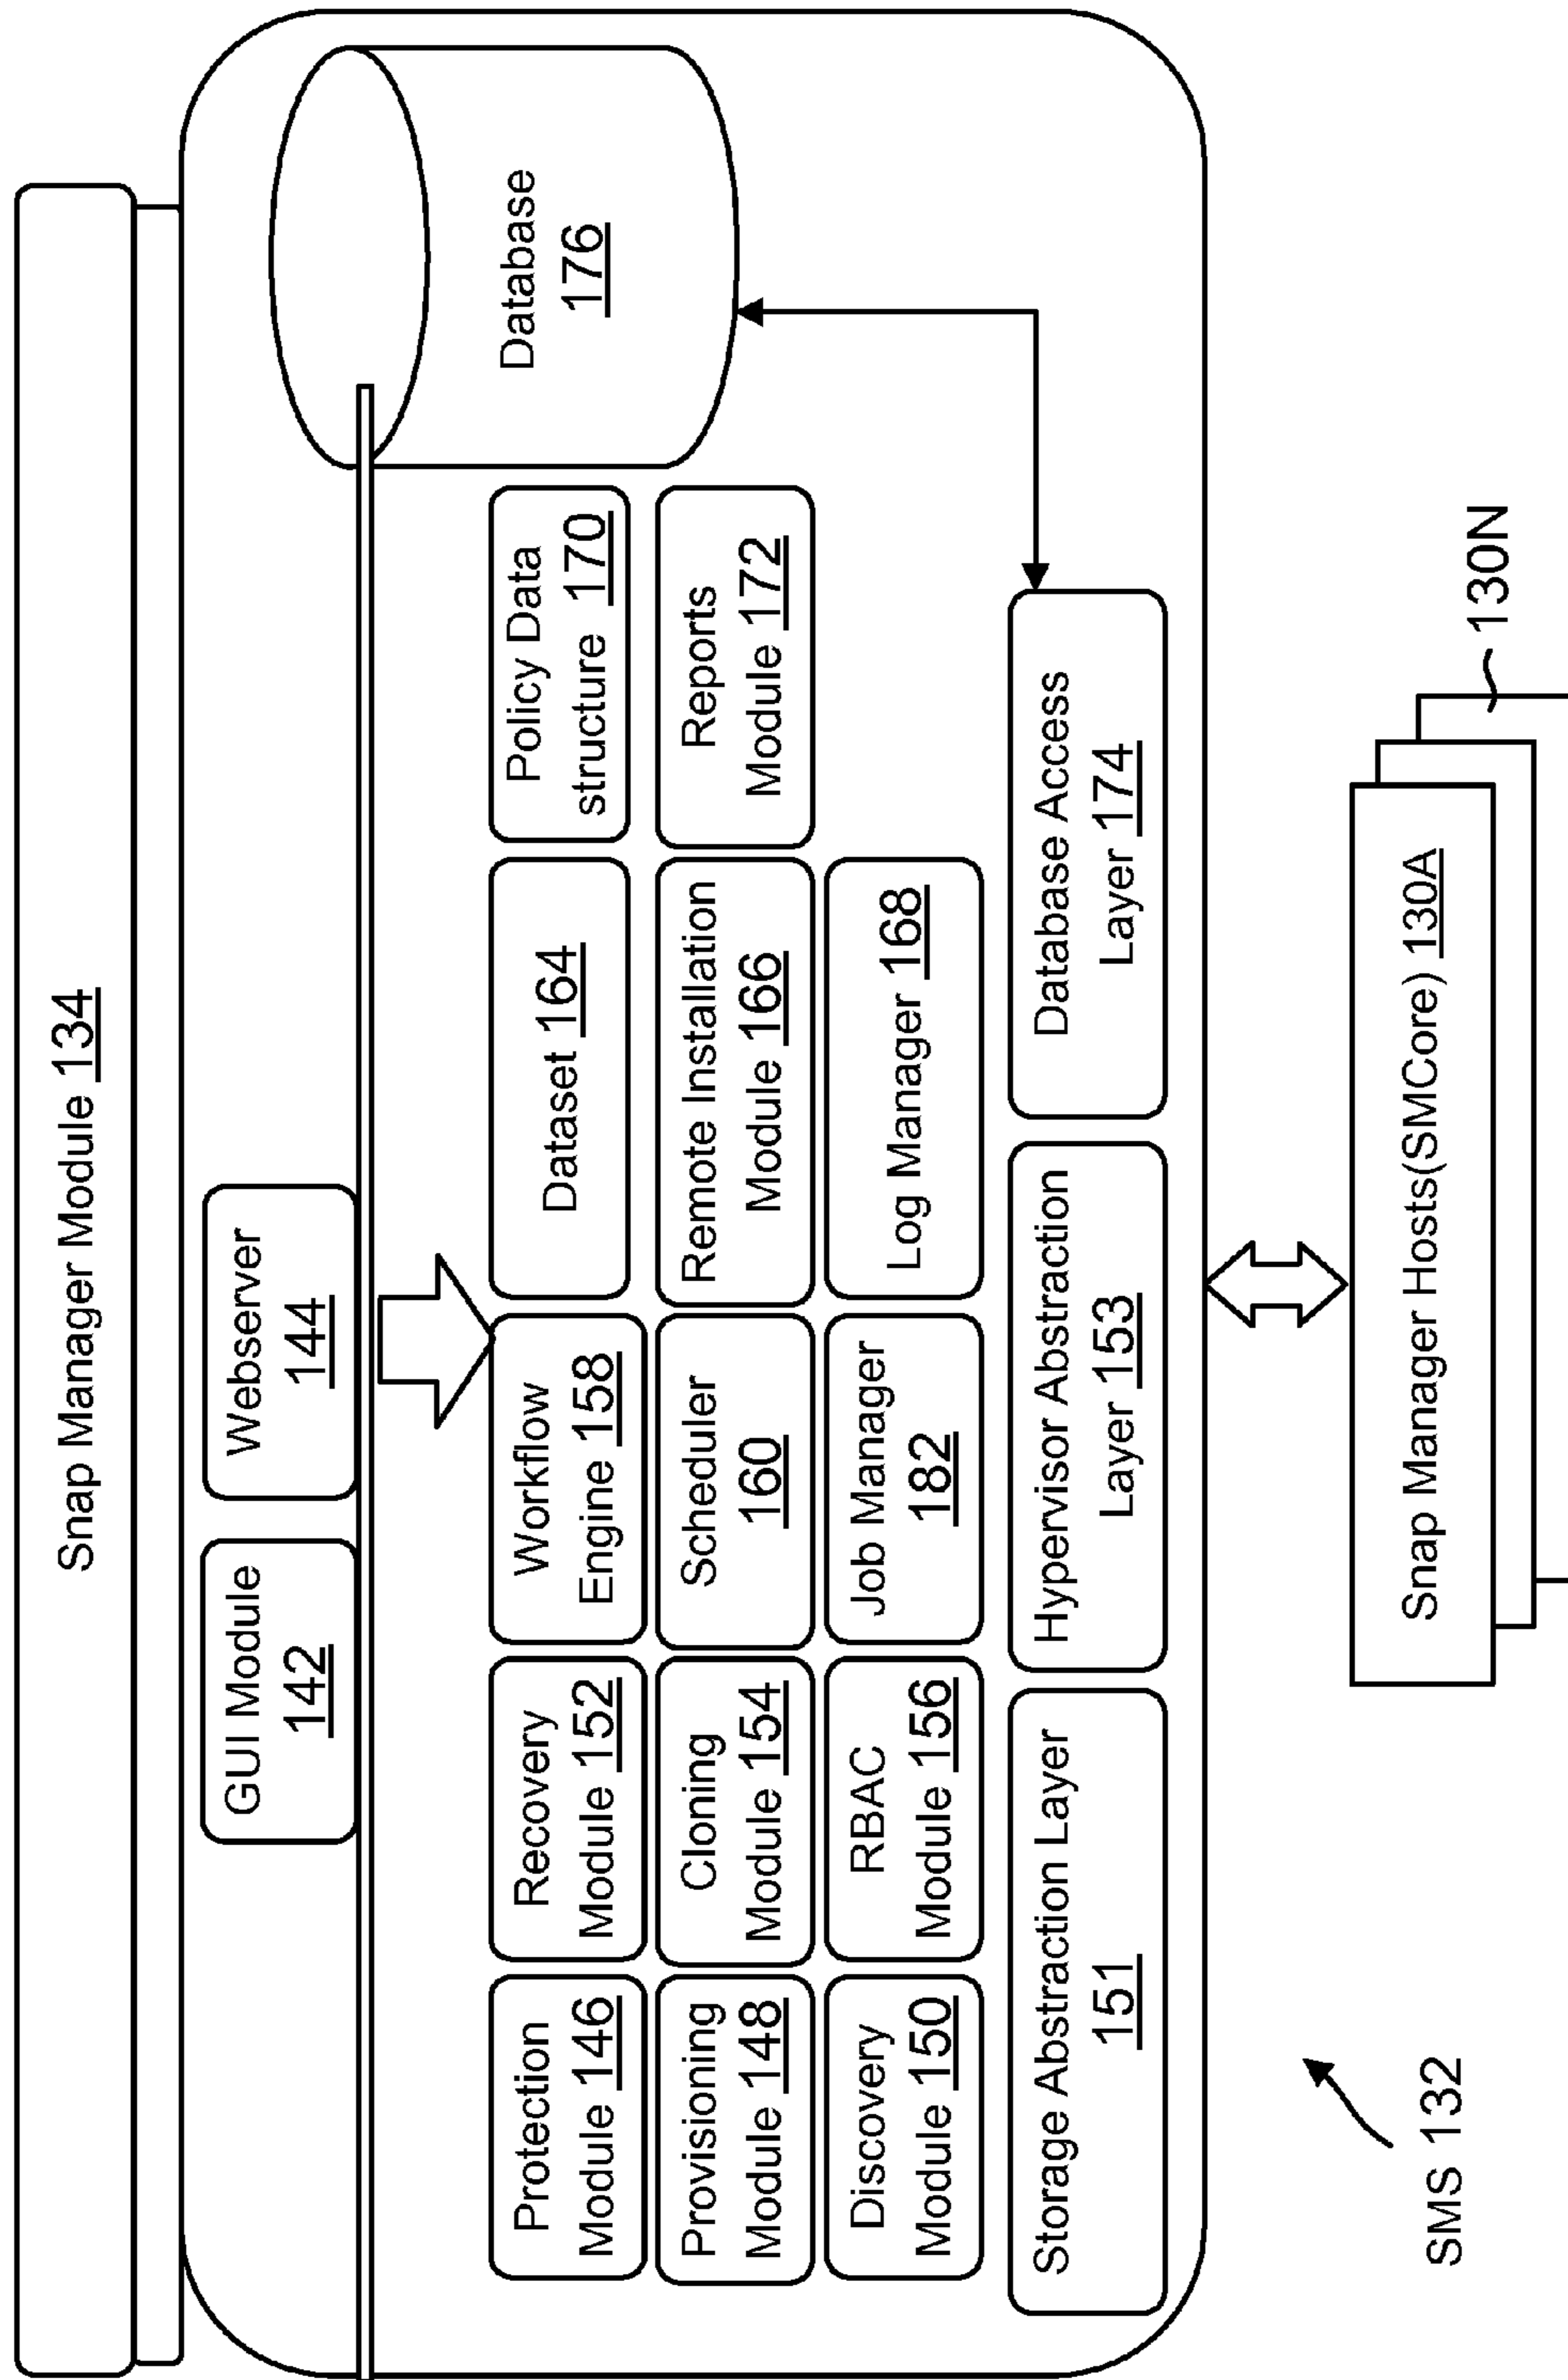 Snap Manager Module 134
GUI Module
142
Webserver
144
Protection
Module 146
Recovery
Module 152
Workflow
Engine 158
Dataset 164
Policy Data
structure 170
Database
176
Provisioning
Module 148
Cloning
Module 154
Scheduler
160
Remote Installation
Module 166
Reports
Module 172
Discovery
Module 150
RBAC
Module 156
Job Manager
182
Log Manager 168
Storage Abstraction Layer
151
Hypervisor Abstraction
Layer 153
Database Access
Layer 174
SMS 132
Snap Manager Hosts(SMCore) 130A
130N